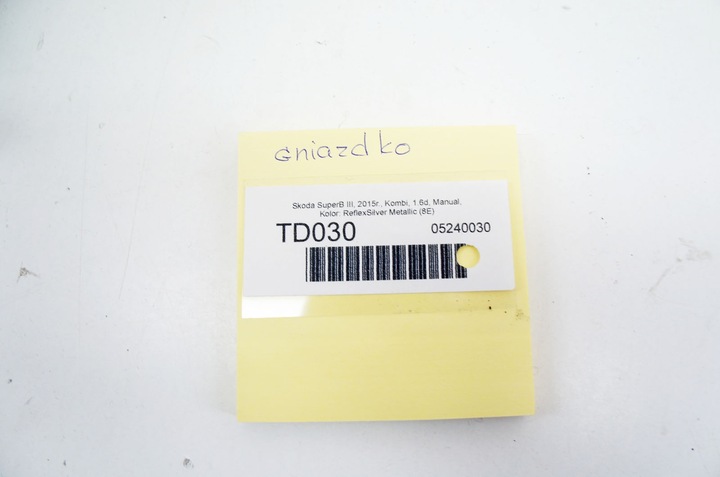 Gniazdko
Skoda SuperB III, 2015r., Kombi, 1.6d. Manual,
Kolor: ReflexSilver Metallic (8E)
TD030 05240030